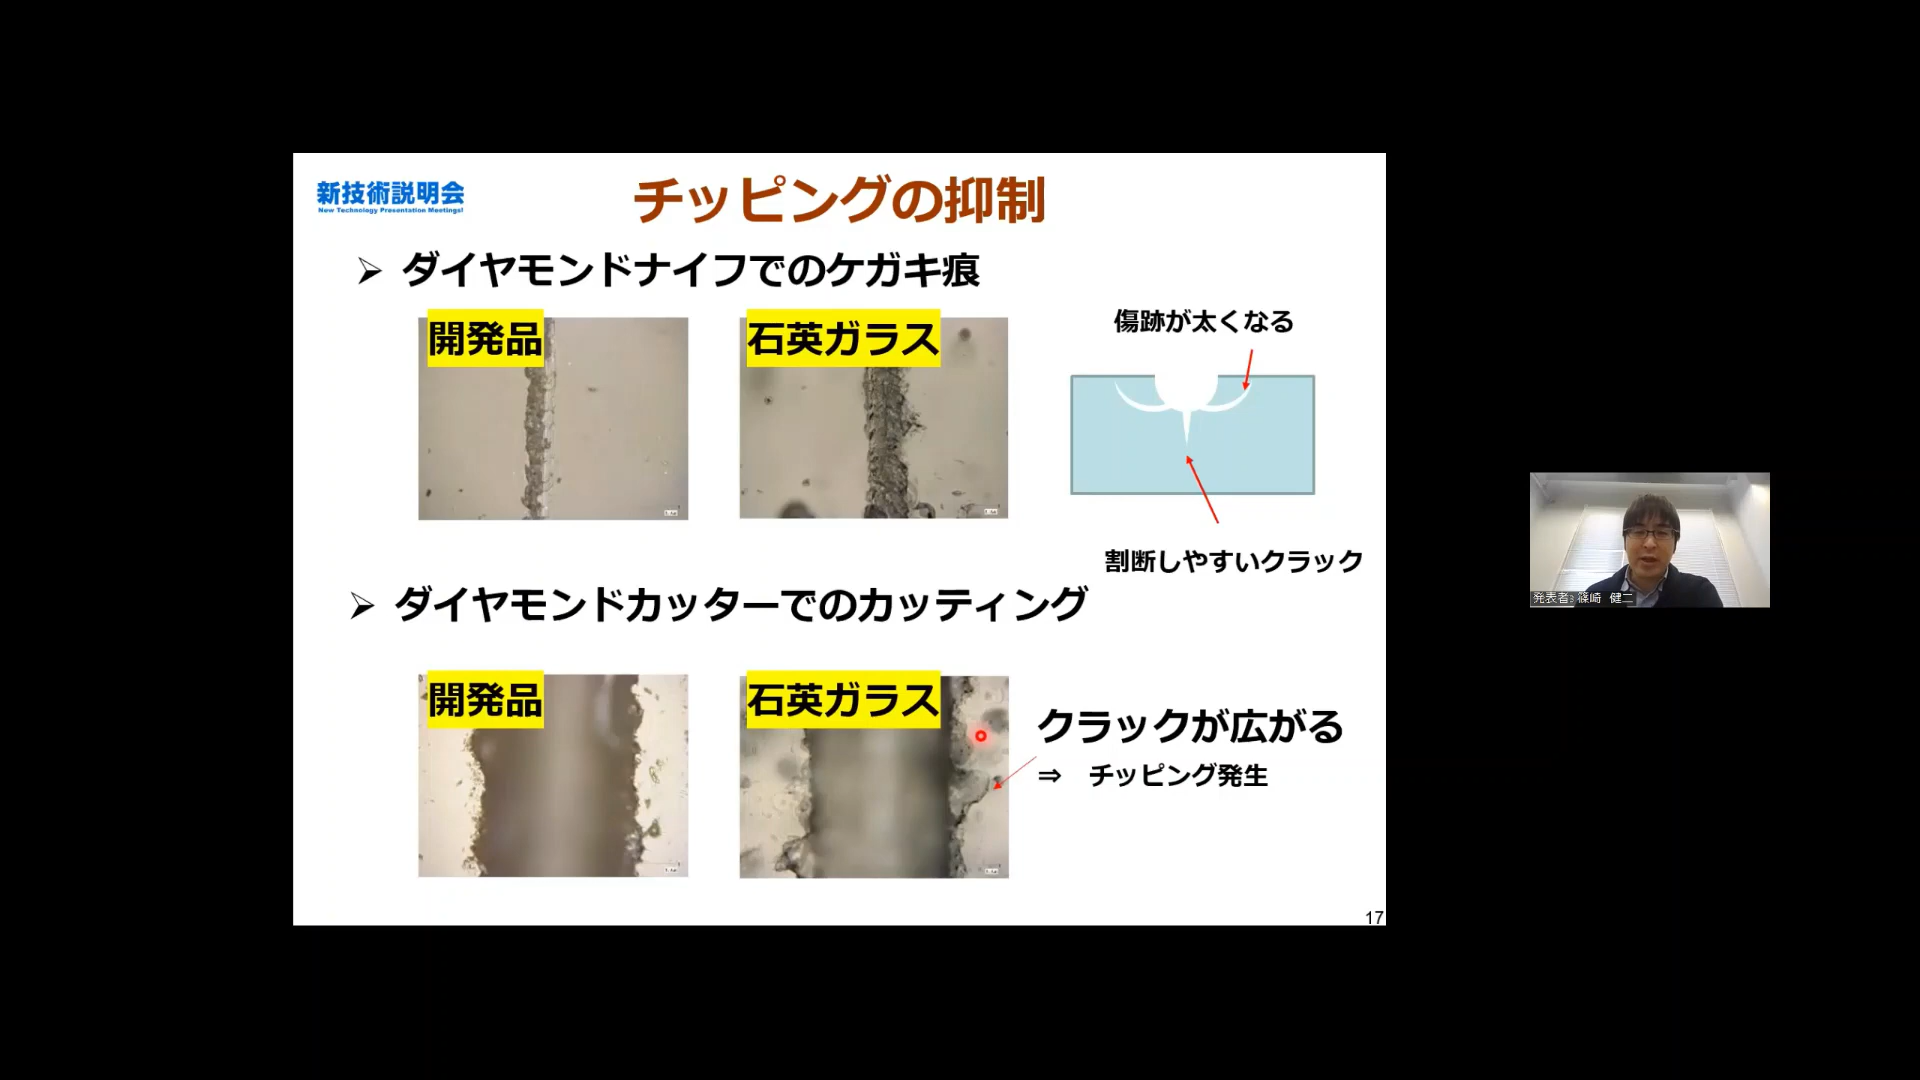 新技術説明会
New Technology Presentation Meetings!
チッピングの抑制
➢ ダイヤモンドナイフでのケガキ痕
開発品
石英ガラス
傷跡が太くなる
割断しやすいクラック
➢ ダイヤモンドカッターでのカッティング
開発品
石英ガラス
クラックが広がる
⇒ チッピング発生
17
発表者: 篠崎 健二